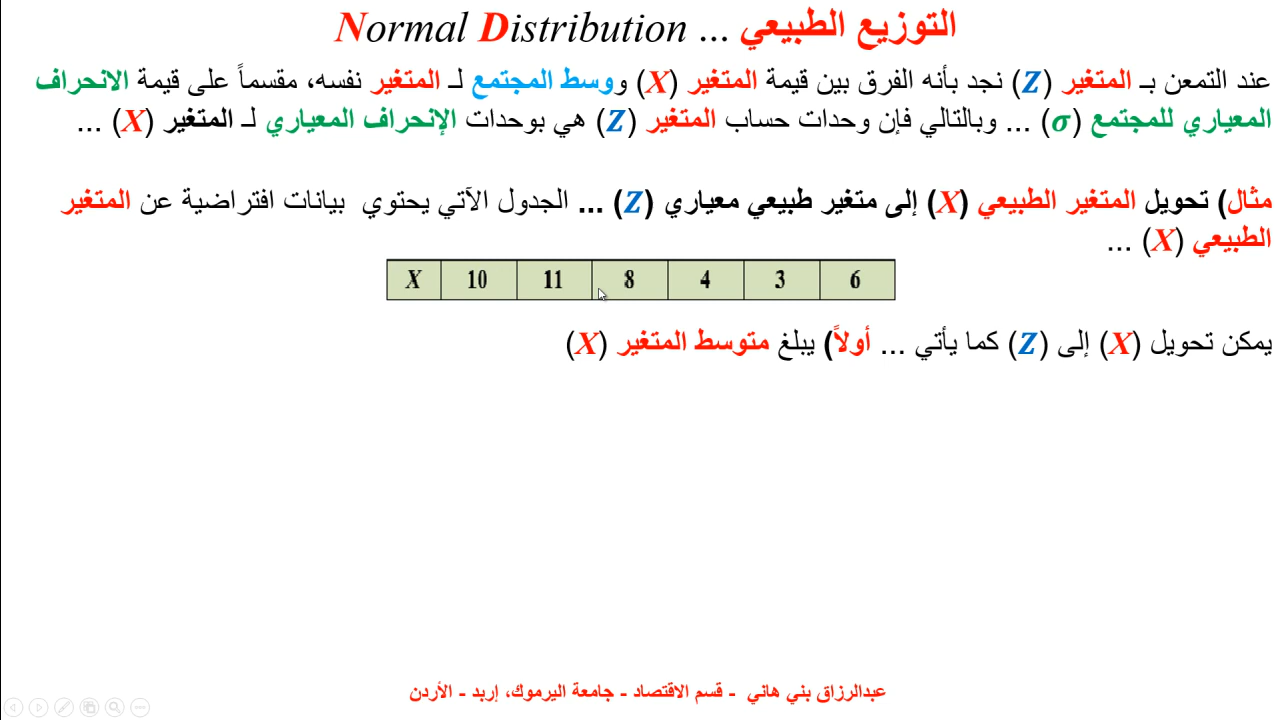 التوزيع الطبيعي ... Normal Distribution
عند التمعن بـ المتغير (Z) نجد بأنه الفرق بين قيمة المتغير (X) ووسط المجتمع لـ المتغير نفسه، مقسماً على قيمة الانحراف
المعياري للمجتمع (σ) ... وبالتالي فإن وحدات حساب المتغير (Z) هي بوحدات الإنحراف المعياري لـ المتغير (X) ...
مثال) تحويل المتغير الطبيعي (X) إلى متغير طبيعي معياري (Z) ... الجدول الآتي يحتوي بيانات افتراضية عن المتغير
الطبيعي (X) ...
X 10 11 8 4 3 6
يمكن تحويل (X) إلى (Z) كما يأتي ... أولاً) يبلغ متوسط المتغير (X)
عبدالرزاق بني هاني - قسم الاقتصاد - جامعة اليرموك، إربد - الأردن